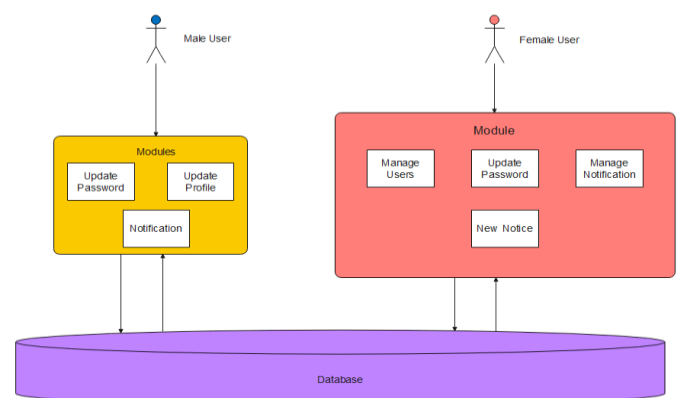 Male User
Female User
Modules
Update
Password
Update
Profile
Notification
Module
Manage
Users
Update
Password
Manage
Notification
New Notice
Database